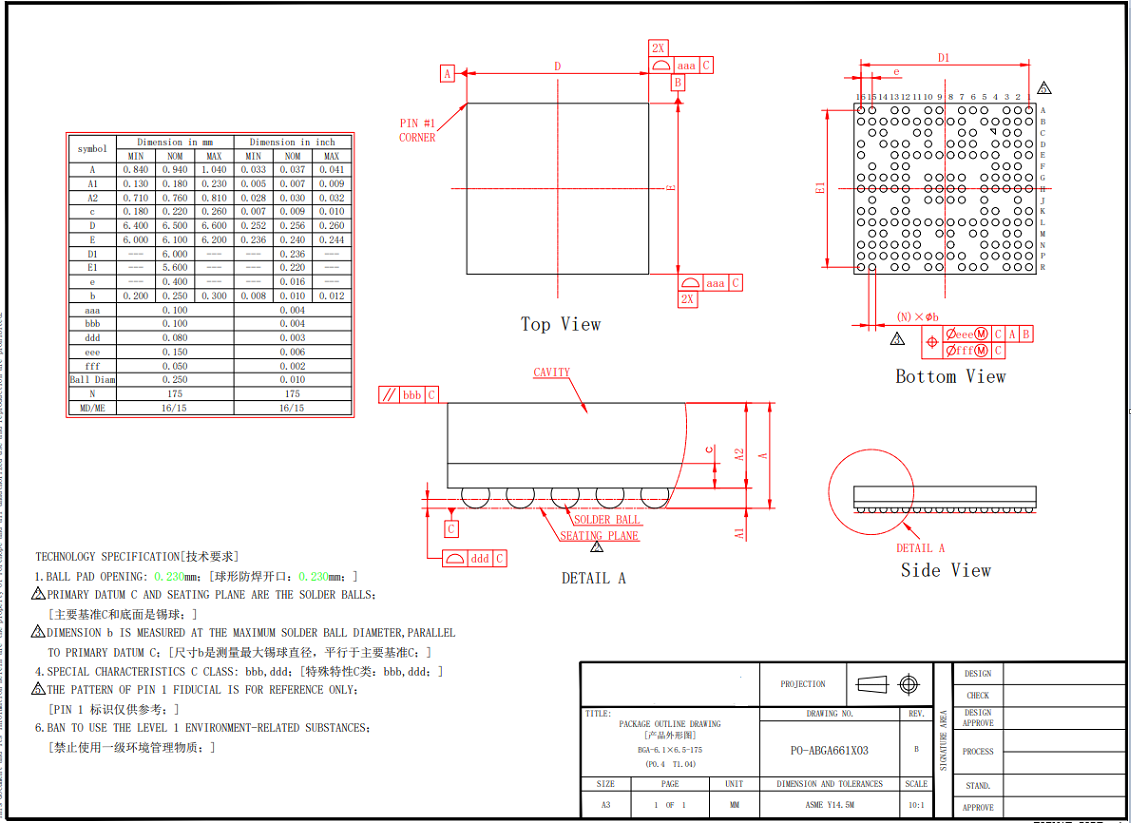 2X
aaa C
A
D
B
PIN #1
CORNER
E
aaa C
2X
Top View
D1
e
5
16 15 14 13 12 11 10 9 8 7 6 5 4 3 2 1
A
B
C
D
E
F
G
H
J
K
L
M
N
P
R
E1
(N)×Øb
3
Øeee Ⓜ C A B
Øfff Ⓜ C
Bottom View
symbol Dimension in mm Dimension in inch
MIN NOM MAX MIN NOM MAX
A 0.840 0.940 1.040 0.033 0.037 0.041
A1 0.130 0.180 0.230 0.005 0.007 0.009
A2 0.710 0.760 0.810 0.028 0.030 0.032
c 0.180 0.220 0.260 0.007 0.009 0.010
D 6.400 6.500 6.600 0.252 0.256 0.260
E 6.000 6.100 6.200 0.236 0.240 0.244
D1 --- 6.000 --- --- 0.236 ---
E1 --- 5.600 --- --- 0.220 ---
e --- 0.400 --- --- 0.016 ---
b 0.200 0.250 0.300 0.008 0.010 0.012
aaa 0.100 0.004
bbb 0.100 0.004
ddd 0.080 0.003
eee 0.150 0.006
fff 0.050 0.002
Ball Diam 0.250 0.010
N 175 175
MD/ME 16/15 16/15
CAVITY
// bbb C
c
A2
A
A1
C
SOLDER BALL
SEATING PLANE
2
ddd C
DETAIL A
DETAIL A
Side View
TECHNOLOGY SPECIFICATION[技术要求]
1.BALL PAD OPENING: 0.230mm; [球形防焊开口: 0.230mm; ]
2 PRIMARY DATUM C AND SEATING PLANE ARE THE SOLDER BALLS;
[主要基准C和底面是锡球; ]
3 DIMENSION b IS MEASURED AT THE MAXIMUM SOLDER BALL DIAMETER,PARALLEL
TO PRIMARY DATUM C; [尺寸b是测量最大锡球直径, 平行于主要基准C; ]
4.SPECIAL CHARACTERISTICS C CLASS: bbb,ddd; [特殊特性C类: bbb,ddd; ]
5 THE PATTERN OF PIN 1 FIDUCIAL IS FOR REFERENCE ONLY;
[PIN 1 标识仅供参考; ]
6.BAN TO USE THE LEVEL 1 ENVIRONMENT-RELATED SUBSTANCES;
[禁止使用一级环境管理物质; ]
PROJECTION
TITLE:
PACKAGE OUTLINE DRAWING
[产品外形图]
BGA-6.1×6.5-175
(P0.4 T1.04)
DRAWING NO. REV.
PO-ABGA661X03 B
SIZE PAGE UNIT DIMENSION AND TOLERANCES SCALE
A3 1 OF 1 MM ASME Y14.5M 10:1
SIGNATURE AREA
DESIGN
CHECK
DESIGN
APPROVE
PROCESS
STAND.
APPROVE